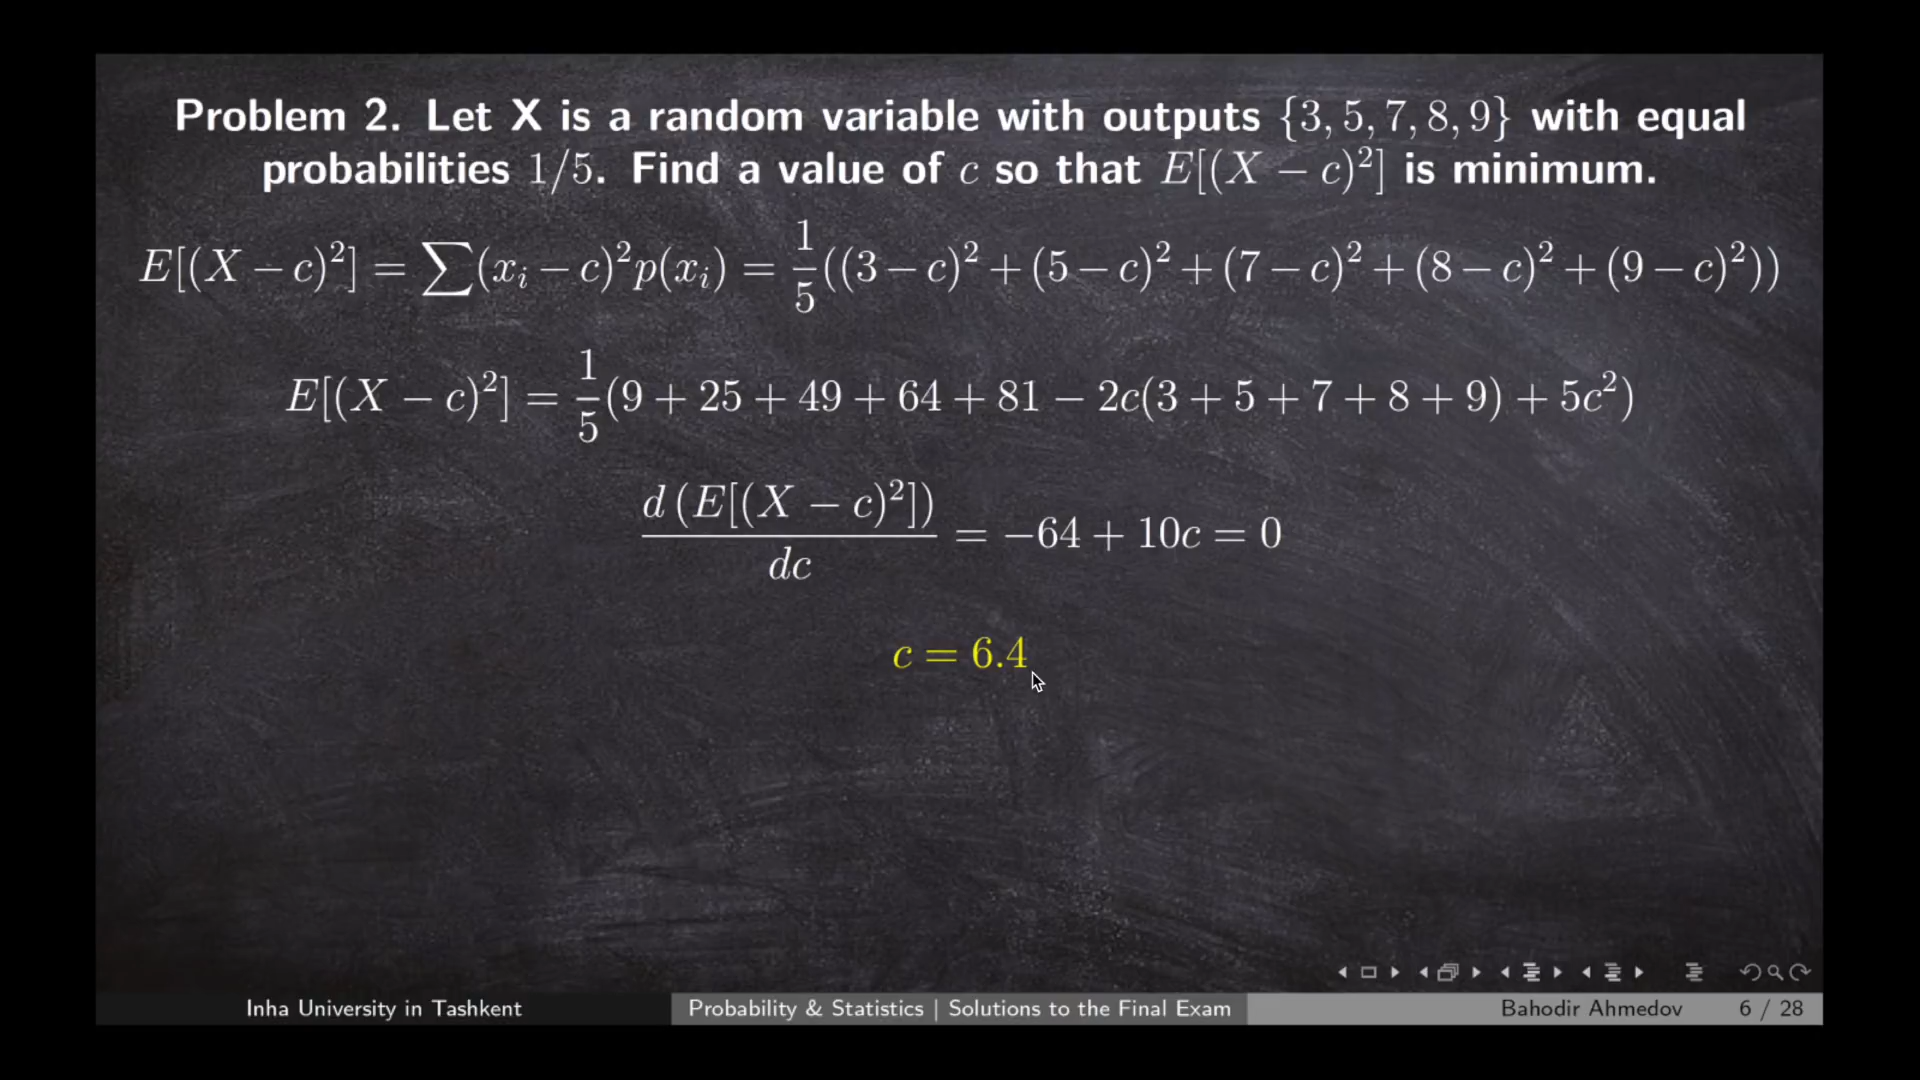 Problem 2. Let X is a random variable with outputs {3, 5, 7, 8, 9} with equal
probabilities 1/5. Find a value of c so that E[(X − c)²] is minimum.
E[(X − c)²] = ∑(xᵢ − c)²p(xᵢ) = 1/5((3 − c)² + (5 − c)² + (7 − c)² + (8 − c)² + (9 − c)²))
E[(X − c)²] = 1/5(9 + 25 + 49 + 64 + 81 − 2c(3 + 5 + 7 + 8 + 9) + 5c²)
d (E[(X − c)²])/dc = −64 + 10c = 0
c = 6.4
Inha University in Tashkent Probability & Statistics | Solutions to the Final Exam Bahodir Ahmedov 6 / 28